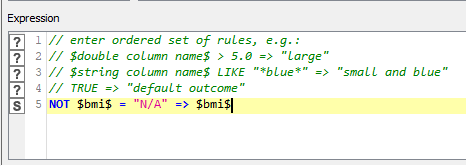 Expression
? 1 // enter ordered set of rules, e.g.:
? 2 // $double column name$ > 5.0 => "large"
? 3 // $string column name$ LIKE "*blue*" => "small and blue"
? 4 // TRUE => "default outcome"
S 5 NOT $bmi$ = "N/A" => $bmi$